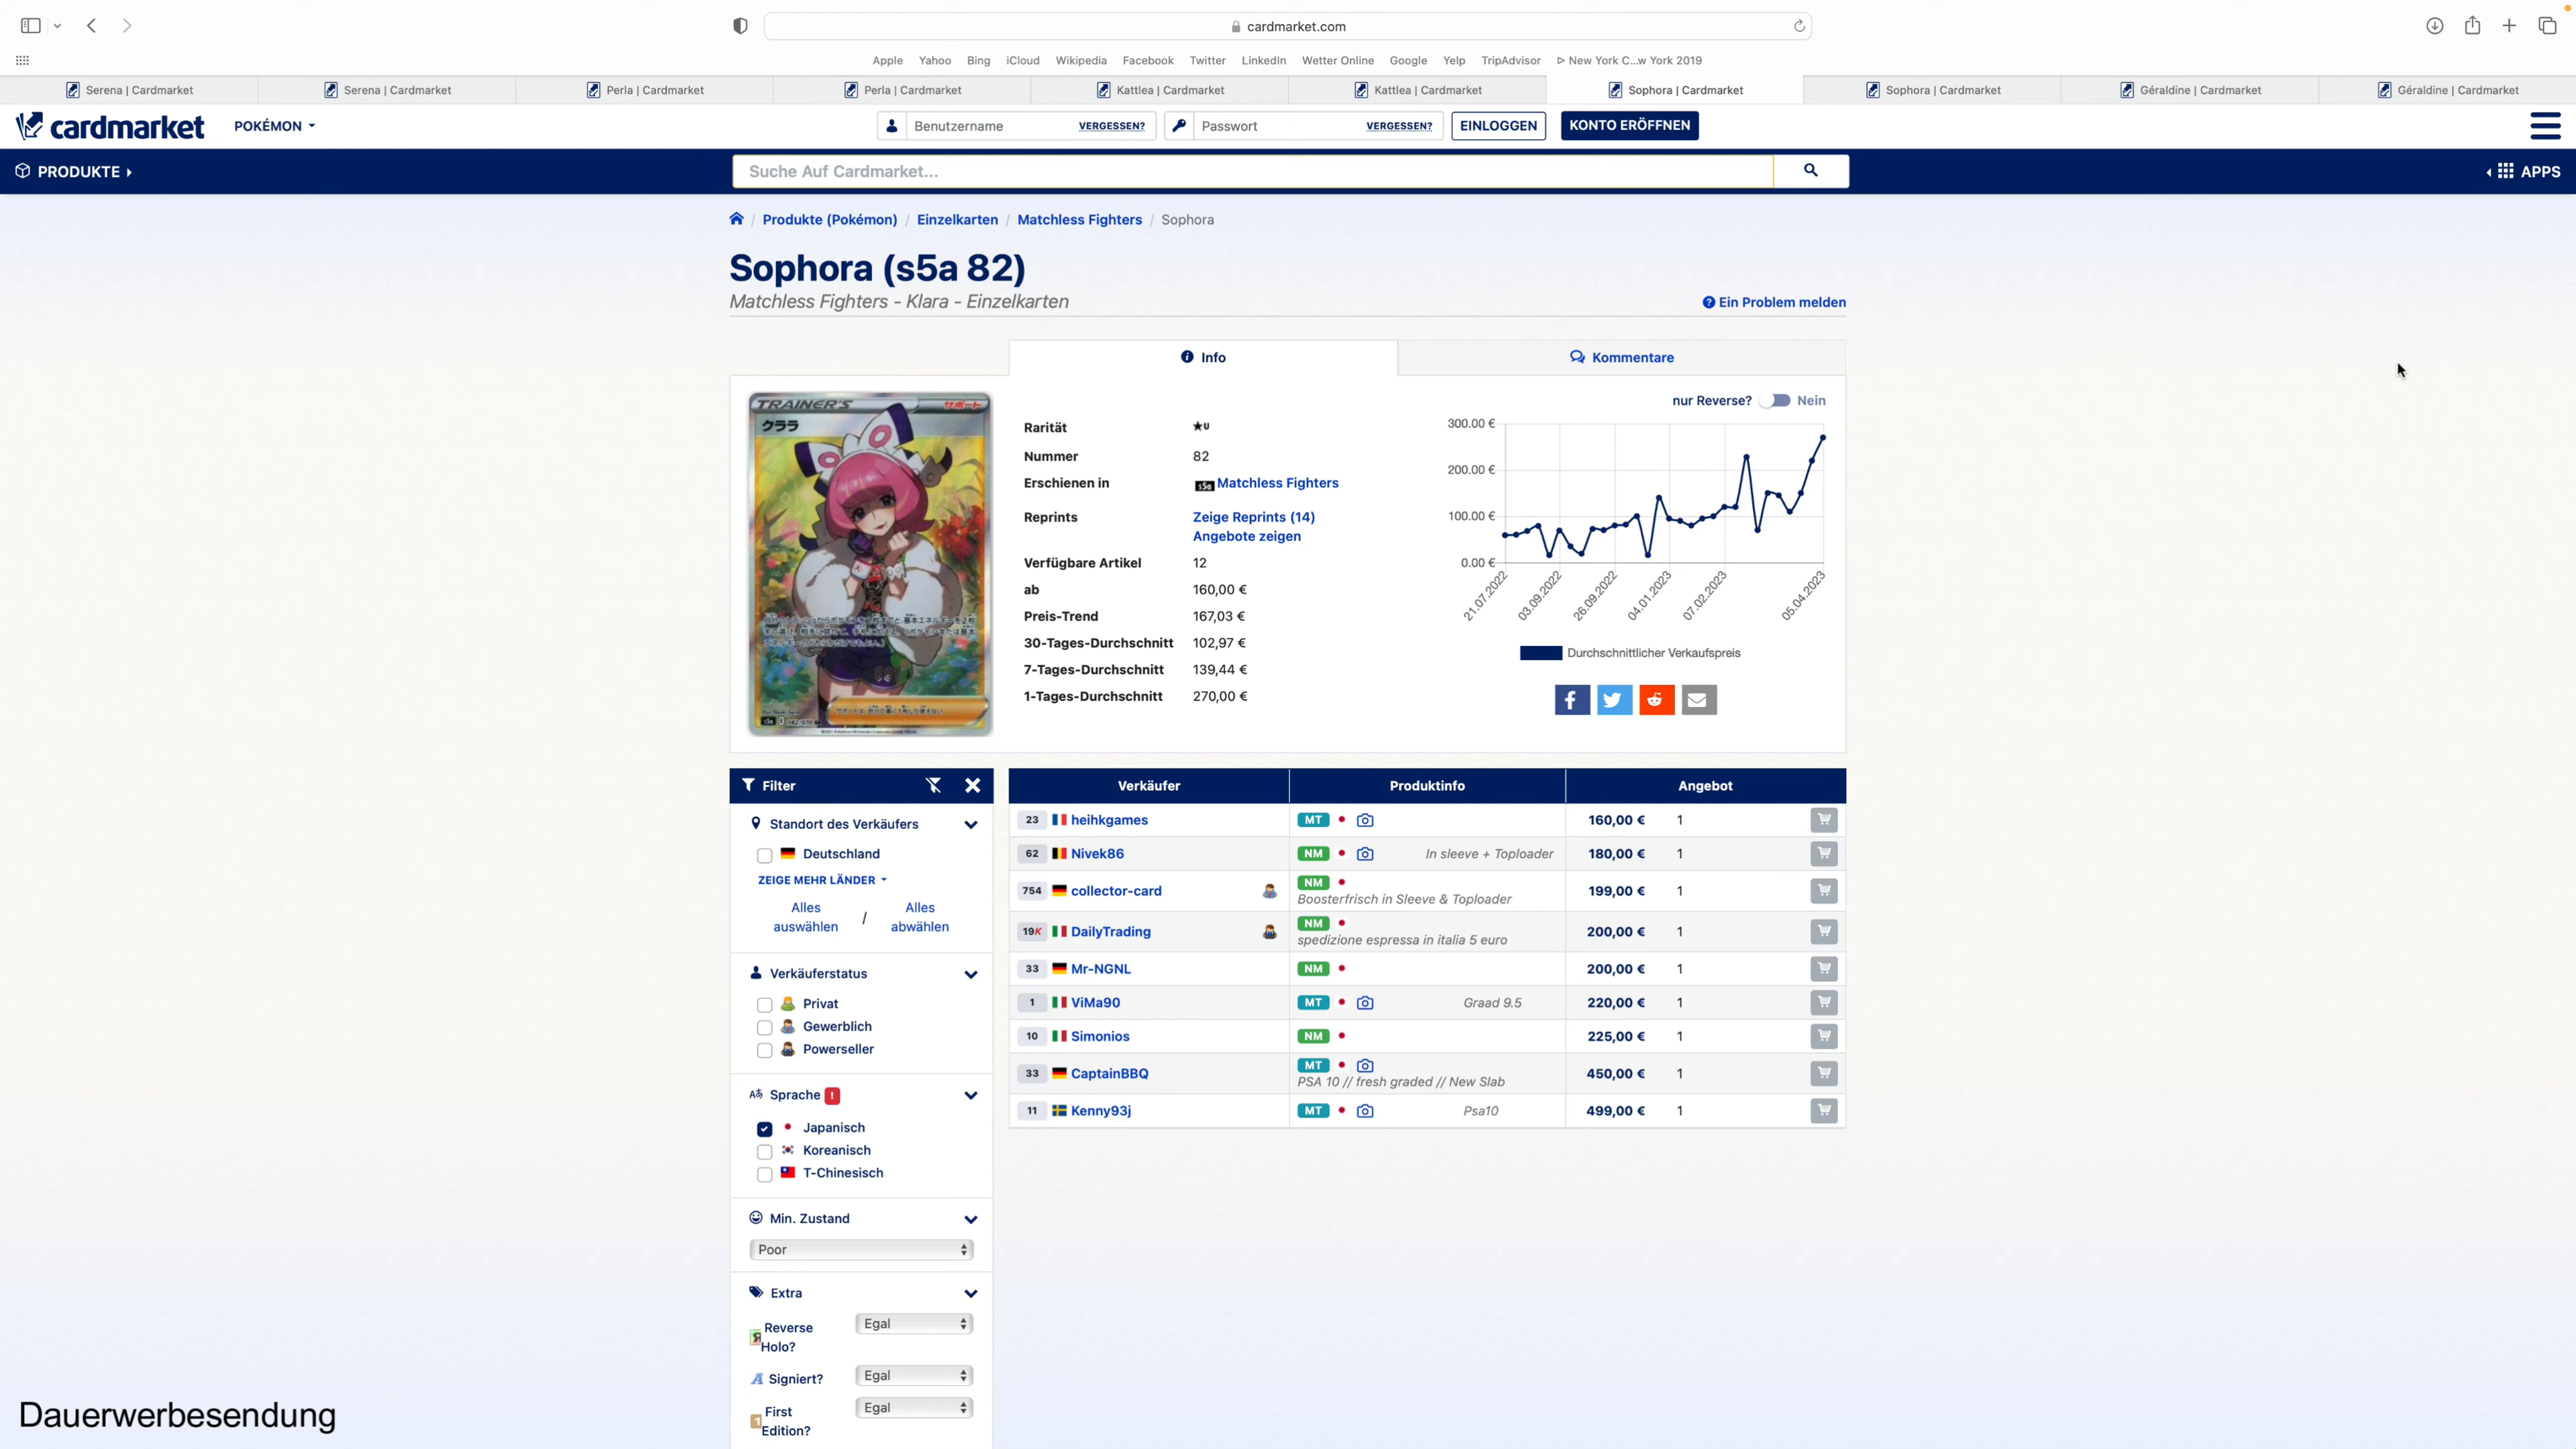 cardmarket.com
Apple Yahoo Bing iCloud Wikipedia Facebook Twitter LinkedIn Wetter Online Google Yelp TripAdvisor New York C...w York 2019
Serena | Cardmarket Serena | Cardmarket Perla | Cardmarket Perla | Cardmarket Kattlea | Cardmarket Kattlea | Cardmarket Sophora | Cardmarket Sophora | Cardmarket Géraldine | Cardmarket Géraldine | Cardmarket
cardmarket POKÉMON Benutzername VERGESSEN? Passwort VERGESSEN? EINLOGGEN KONTO ERÖFFNEN
PRODUKTE Suche Auf Cardmarket... APPS
/ Produkte (Pokémon) / Einzelkarten / Matchless Fighters / Sophora
Sophora (s5a 82)
Matchless Fighters - Klara - Einzelkarten
Ein Problem melden
Info Kommentare
TRAINER'S サポート
クララ
Rarität ★U
Nummer 82
Erschienen in s5a Matchless Fighters
Reprints Zeige Reprints (14)
Angebote zeigen
Verfügbare Artikel 12
ab 160,00 €
Preis-Trend 167,03 €
30-Tages-Durchschnitt 102,97 €
7-Tages-Durchschnitt 139,44 €
1-Tages-Durchschnitt 270,00 €
nur Reverse? Nein
300.00 €
200.00 €
100.00 €
0.00 €
21.07.2022 03.09.2022 26.09.2022 04.01.2023 07.02.2023 05.04.2023
Durchschnittlicher Verkaufspreis
Filter
Standort des Verkäufers
Deutschland
ZEIGE MEHR LÄNDER
Alles auswählen / Alles abwählen
Verkäuferstatus
Privat
Gewerblich
Powerseller
Sprache !
Japanisch
Koreanisch
T-Chinesisch
Min. Zustand
Poor
Extra
Reverse Holo? Egal
Signiert? Egal
First Edition? Egal
Verkäufer Produktinfo Angebot
23 heihkgames MT 160,00 € 1
62 Nivek86 NM In sleeve + Toploader 180,00 € 1
754 collector-card NM Boosterfrisch in Sleeve & Toploader 199,00 € 1
19K DailyTrading NM spedizione espressa in italia 5 euro 200,00 € 1
33 Mr-NGNL NM 200,00 € 1
1 ViMa90 MT Graad 9.5 220,00 € 1
10 Simonios NM 225,00 € 1
33 CaptainBBQ MT PSA 10 // fresh graded // New Slab 450,00 € 1
11 Kenny93j MT Psa10 499,00 € 1
Dauerwerbesendung